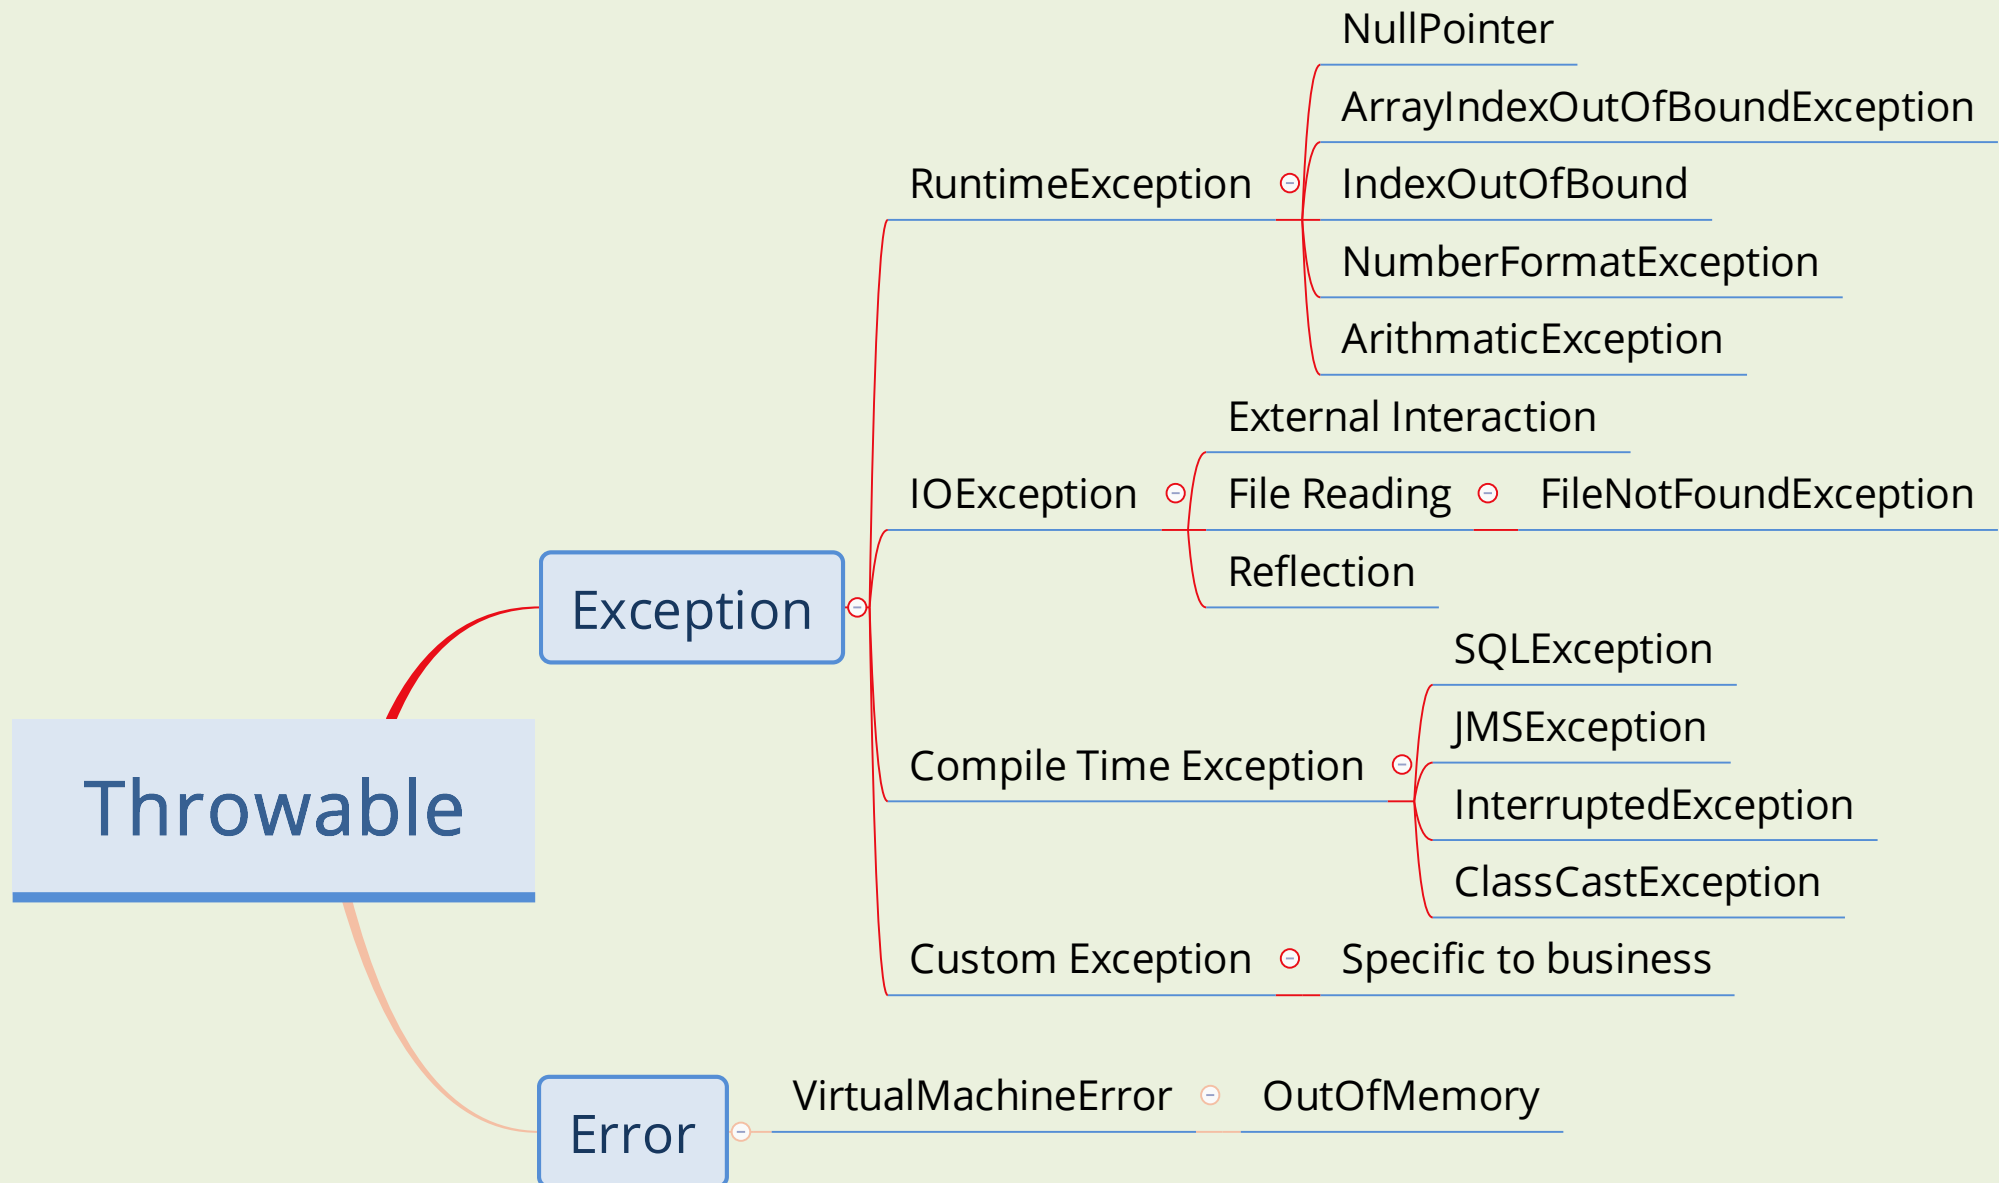 NullPointer
ArrayIndexOutOfBoundException
RuntimeException
IndexOutOfBound
NumberFormatException
ArithmaticException
External Interaction
IOException
File Reading
FileNotFoundException
Reflection
Exception
SQLException
JMSException
Compile Time Exception
InterruptedException
ClassCastException
Throwable
Custom Exception
Specific to business
VirtualMachineError
OutOfMemory
Error